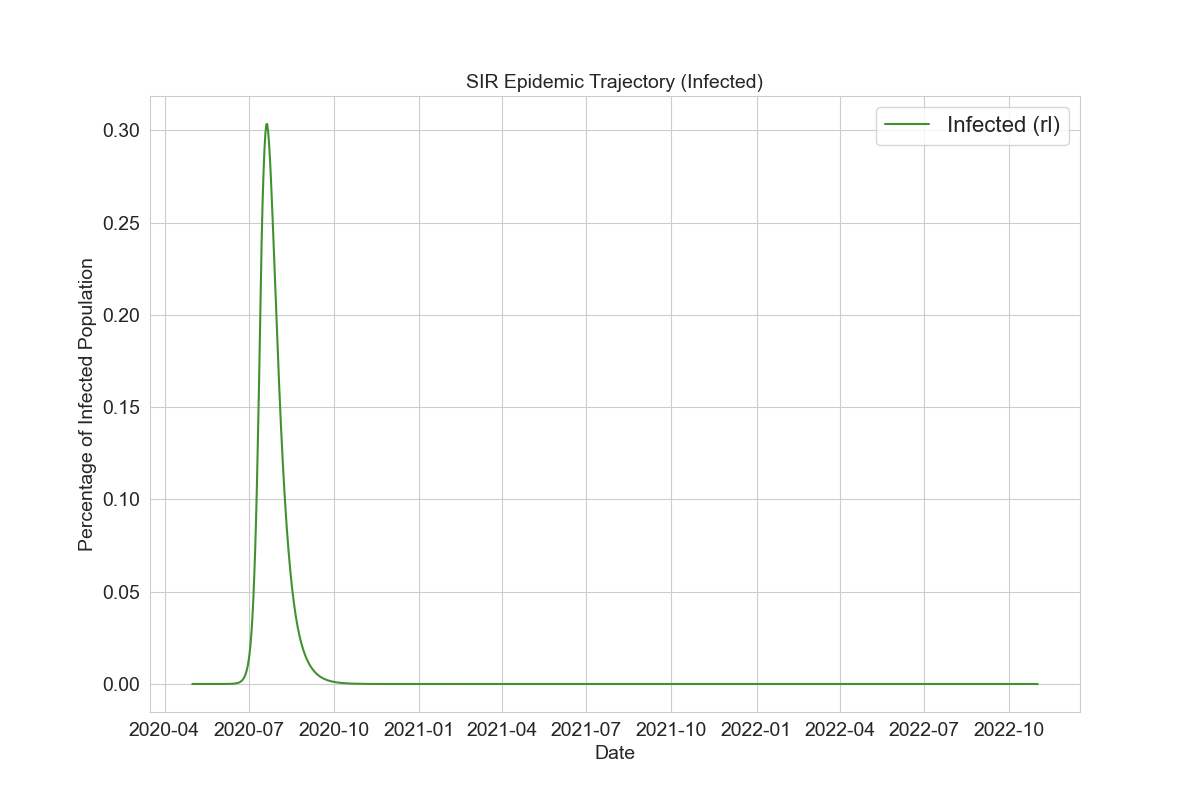 SIR Epidemic Trajectory (Infected)
Infected (rl)
Percentage of Infected Population
0.30
0.25
0.20
0.15
0.10
0.05
0.00
2020-04 2020-07 2020-10 2021-01 2021-04 2021-07 2021-10 2022-01 2022-04 2022-07 2022-10
Date